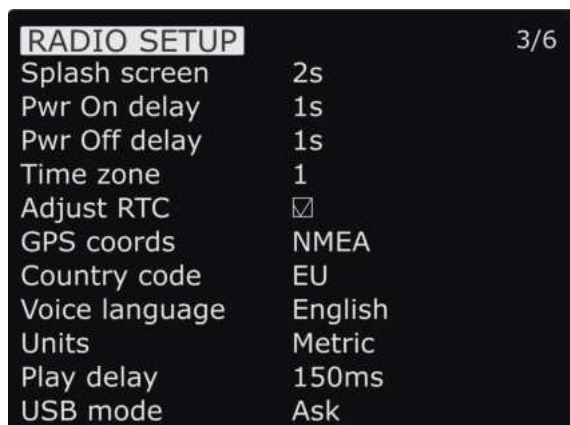 RADIO SETUP 3/6
Splash screen 2s
Pwr On delay 1s
Pwr Off delay 1s
Time zone 1
Adjust RTC ☑
GPS coords NMEA
Country code EU
Voice language English
Units Metric
Play delay 150ms
USB mode Ask